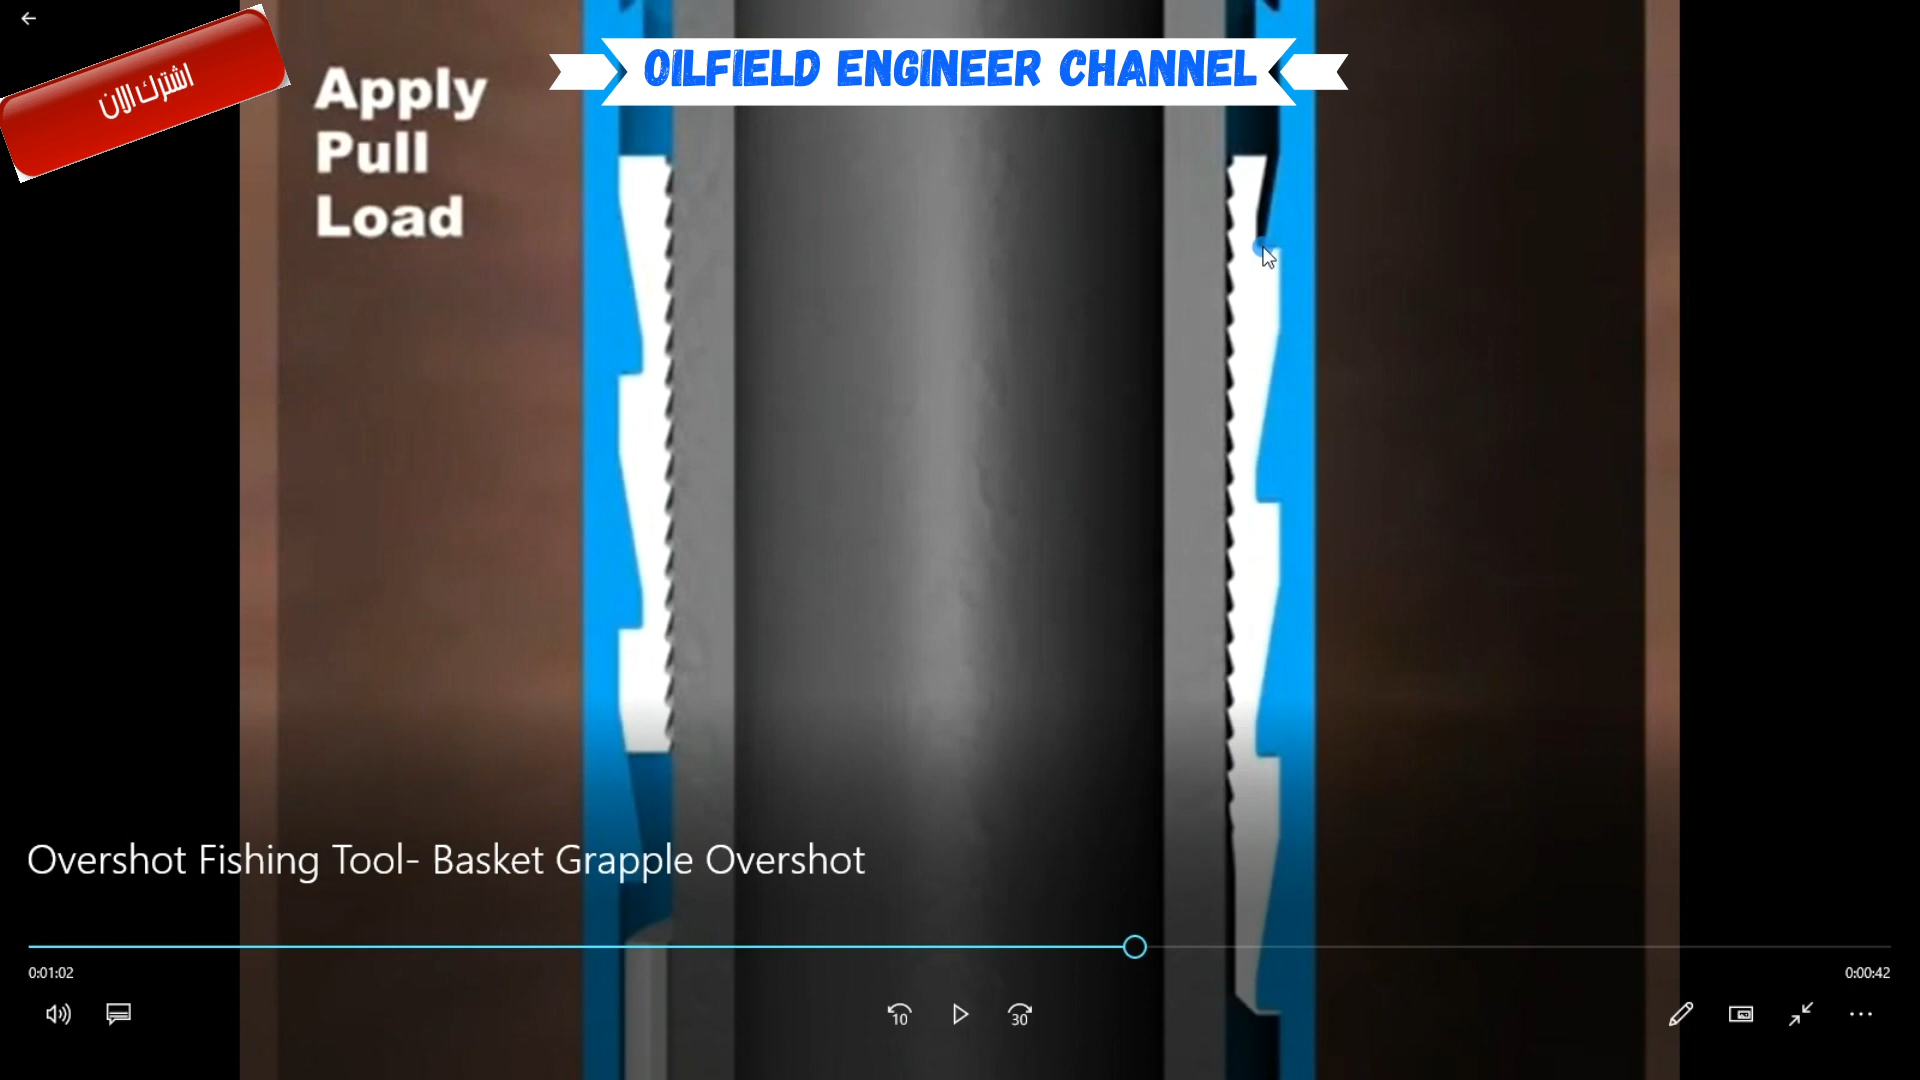 اشترك الان
OILFIELD ENGINEER CHANNEL
Apply
Pull
Load
Overshot Fishing Tool- Basket Grapple Overshot
0:01:02
0:00:42
10
30